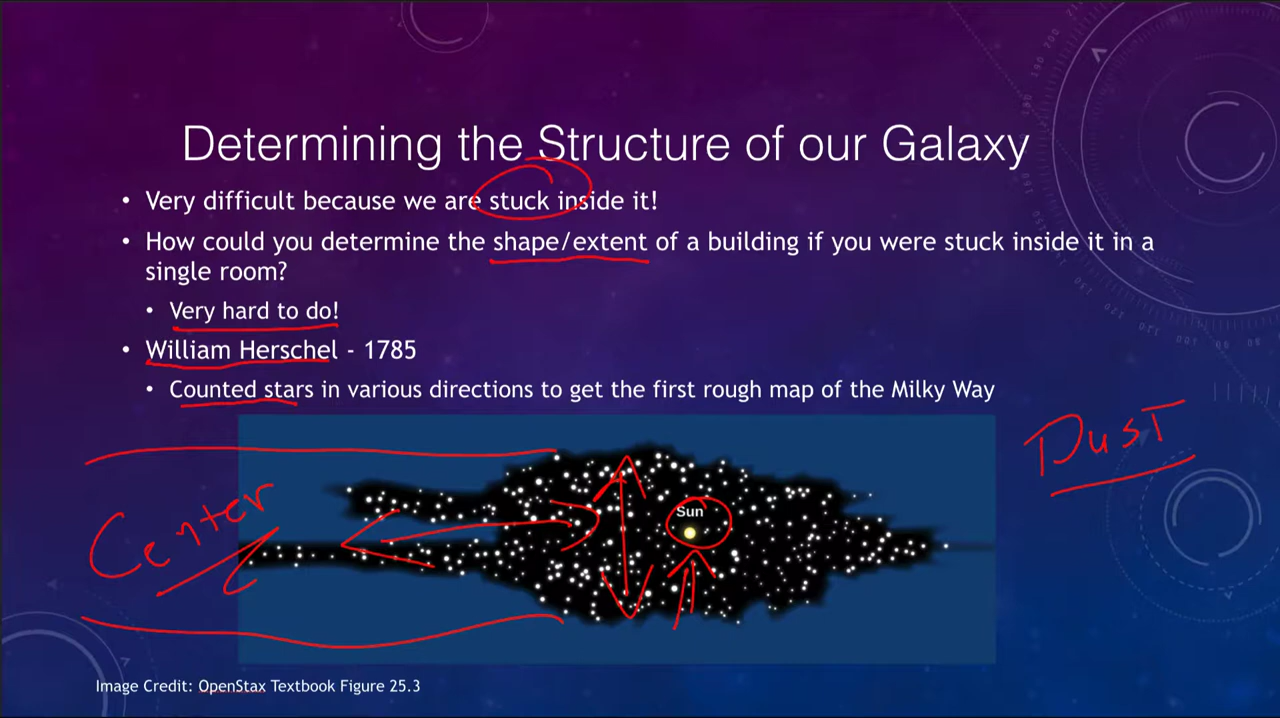 Determining the Structure of our Galaxy
• Very difficult because we are stuck inside it!
• How could you determine the shape/extent of a building if you were stuck inside it in a
single room?
• Very hard to do!
• William Herschel - 1785
• Counted stars in various directions to get the first rough map of the Milky Way
Dust
Center
Sun
Image Credit: OpenStax Textbook Figure 25.3